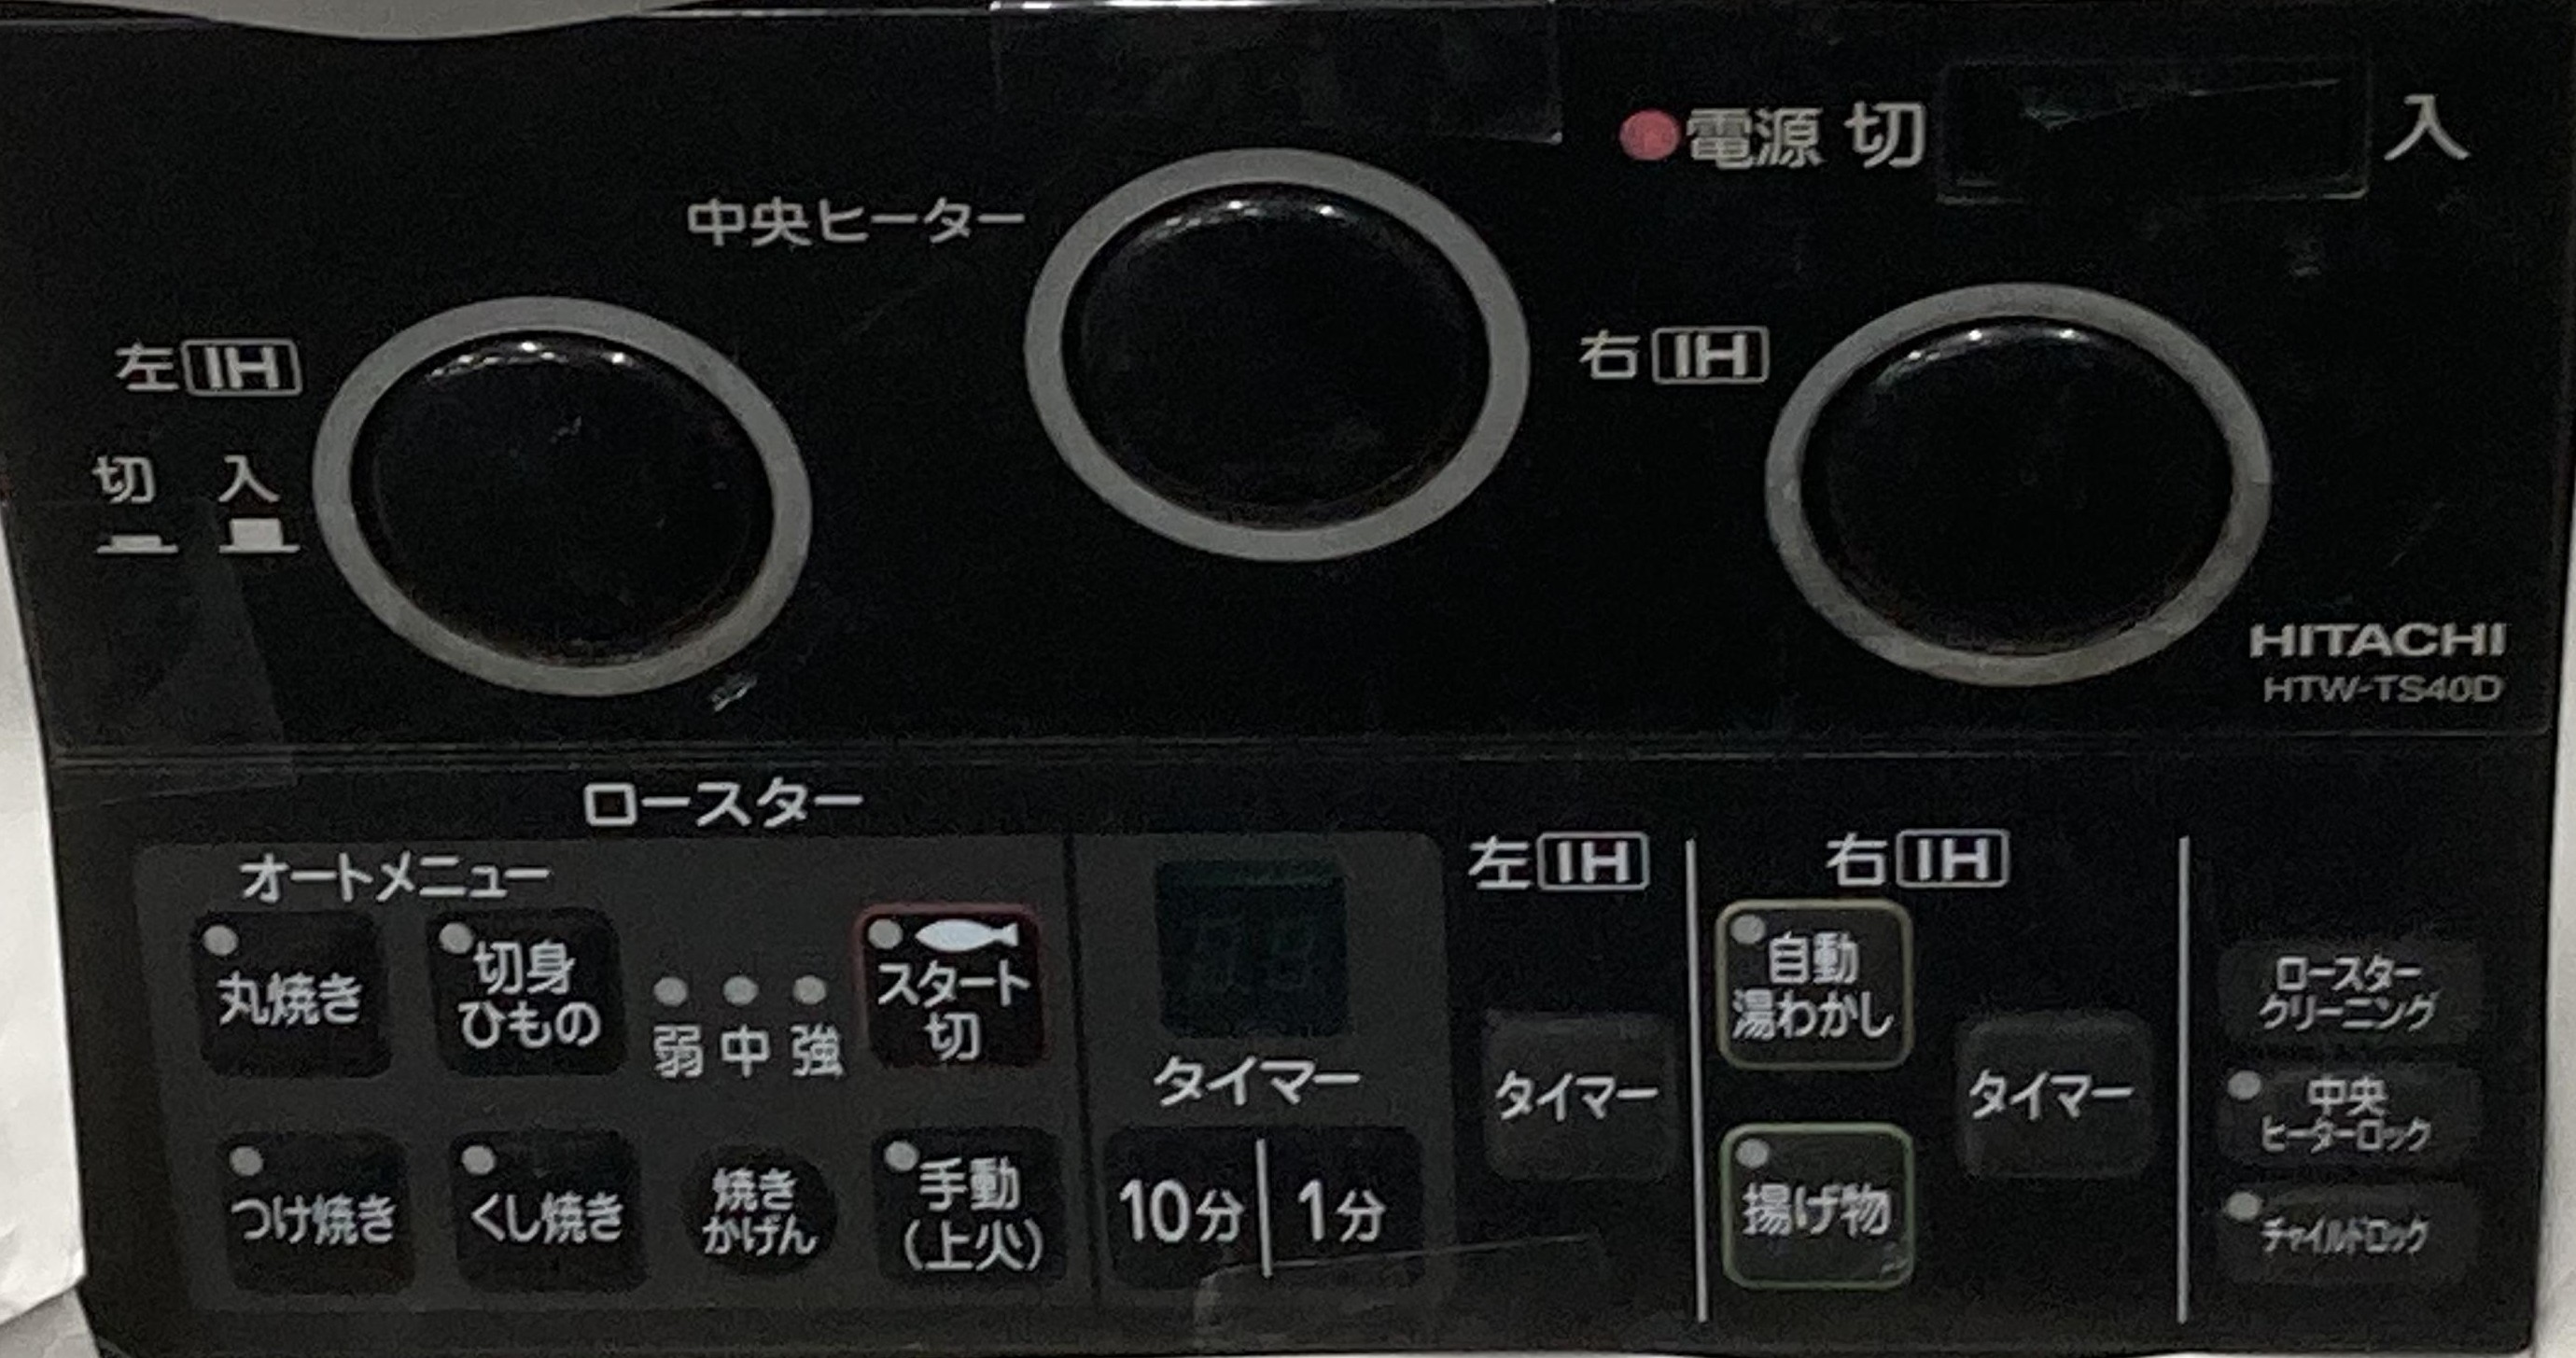 電源 切 入
中央ヒーター
左 IH
右 IH
切 入
HITACHI
HTW-TS40D
ロースター
オートメニュー
丸焼き
切身
ひもの
弱 中 強
スタート
切
つけ焼き
くし焼き
焼き
かげん
手動
(上火)
タイマー
10分 1分
左 IH
タイマー
右 IH
自動
湯わかし
揚げ物
タイマー
ロースター
クリーニング
中央
ヒーターロック
チャイルドロック